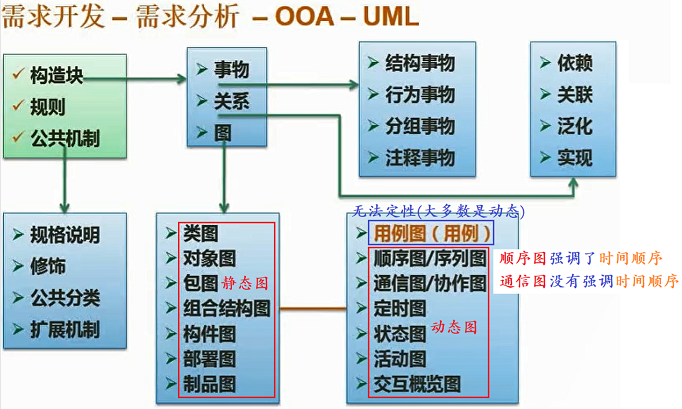 需求开发 – 需求分析 – OOA – UML
构造块
规则
公共机制
事物
关系
图
结构事物
行为事物
分组事物
注释事物
依赖
关联
泛化
实现
规格说明
修饰
公共分类
扩展机制
类图
对象图
包图
组合结构图
构件图
部署图
制品图
静态图
无法定性(大多数是动态)
用例图（用例）
顺序图/序列图
通信图/协作图
定时图
状态图
活动图
交互概览图
动态图
顺序图强调了时间顺序
通信图没有强调时间顺序